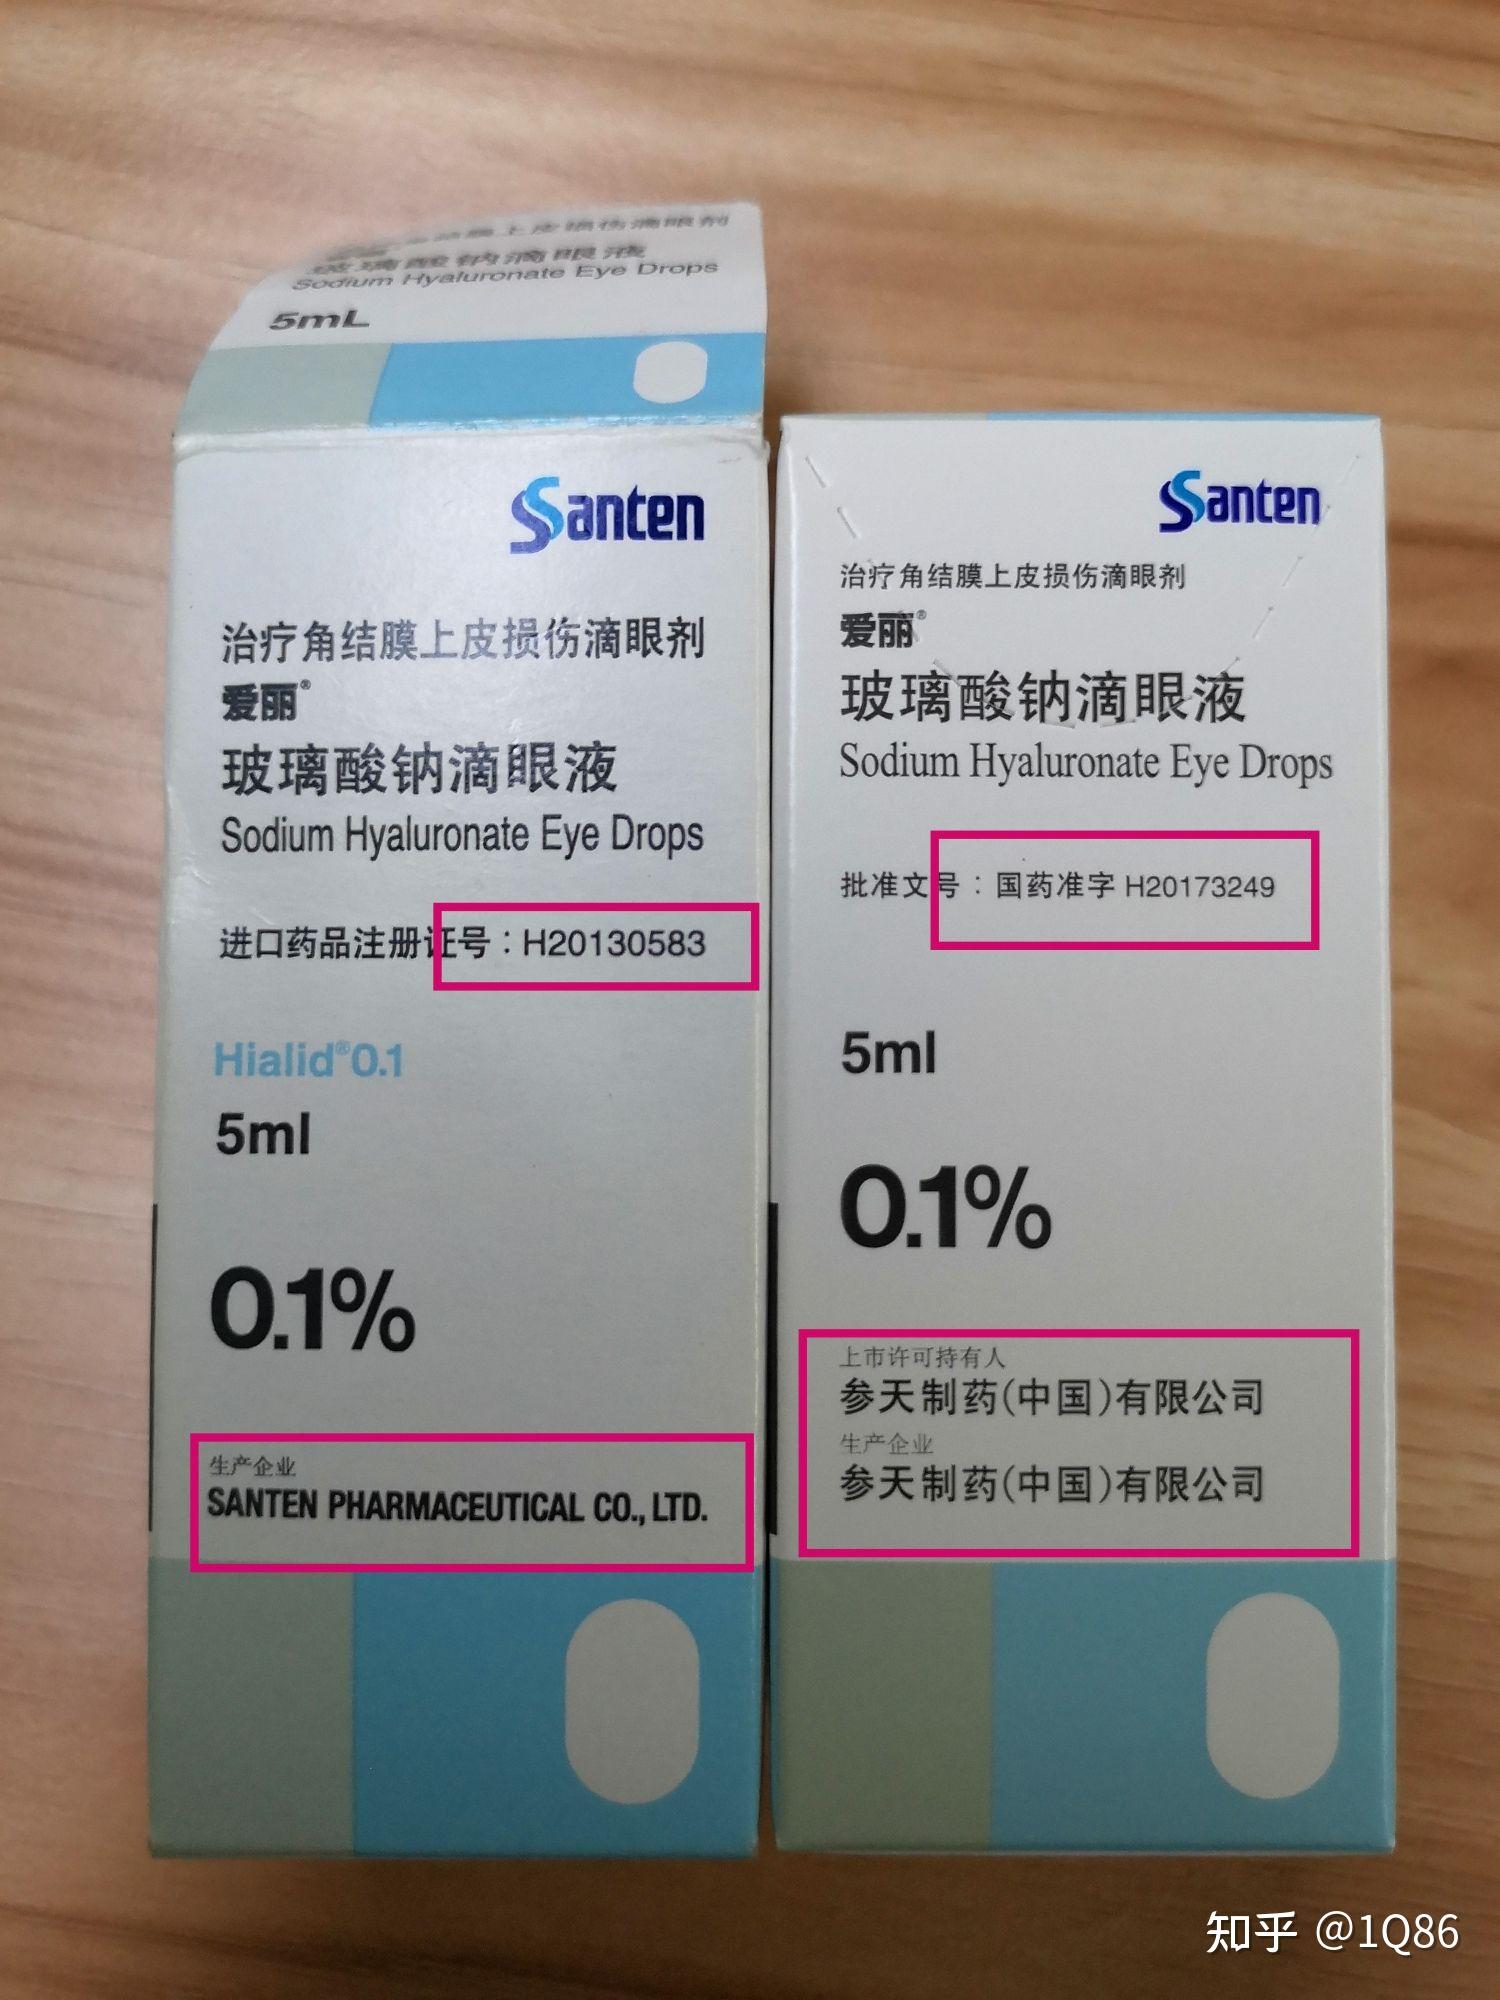 上皮损伤滴眼剂
玻璃酸钠滴眼液
Sodium Hyaluronate Eye Drops
5mL
Santen
治疗角结膜上皮损伤滴眼剂
爱丽®
玻璃酸钠滴眼液
Sodium Hyaluronate Eye Drops
进口药品注册证号：H20130583
Hialid®0.1
5ml
0.1%
生产企业
SANTEN PHARMACEUTICAL CO., LTD.
Santen
治疗角结膜上皮损伤滴眼剂
爱丽®
玻璃酸钠滴眼液
Sodium Hyaluronate Eye Drops
批准文号：国药准字 H20173249
5ml
0.1%
上市许可持有人
参天制药(中国)有限公司
生产企业
参天制药(中国)有限公司
知乎 @1Q86